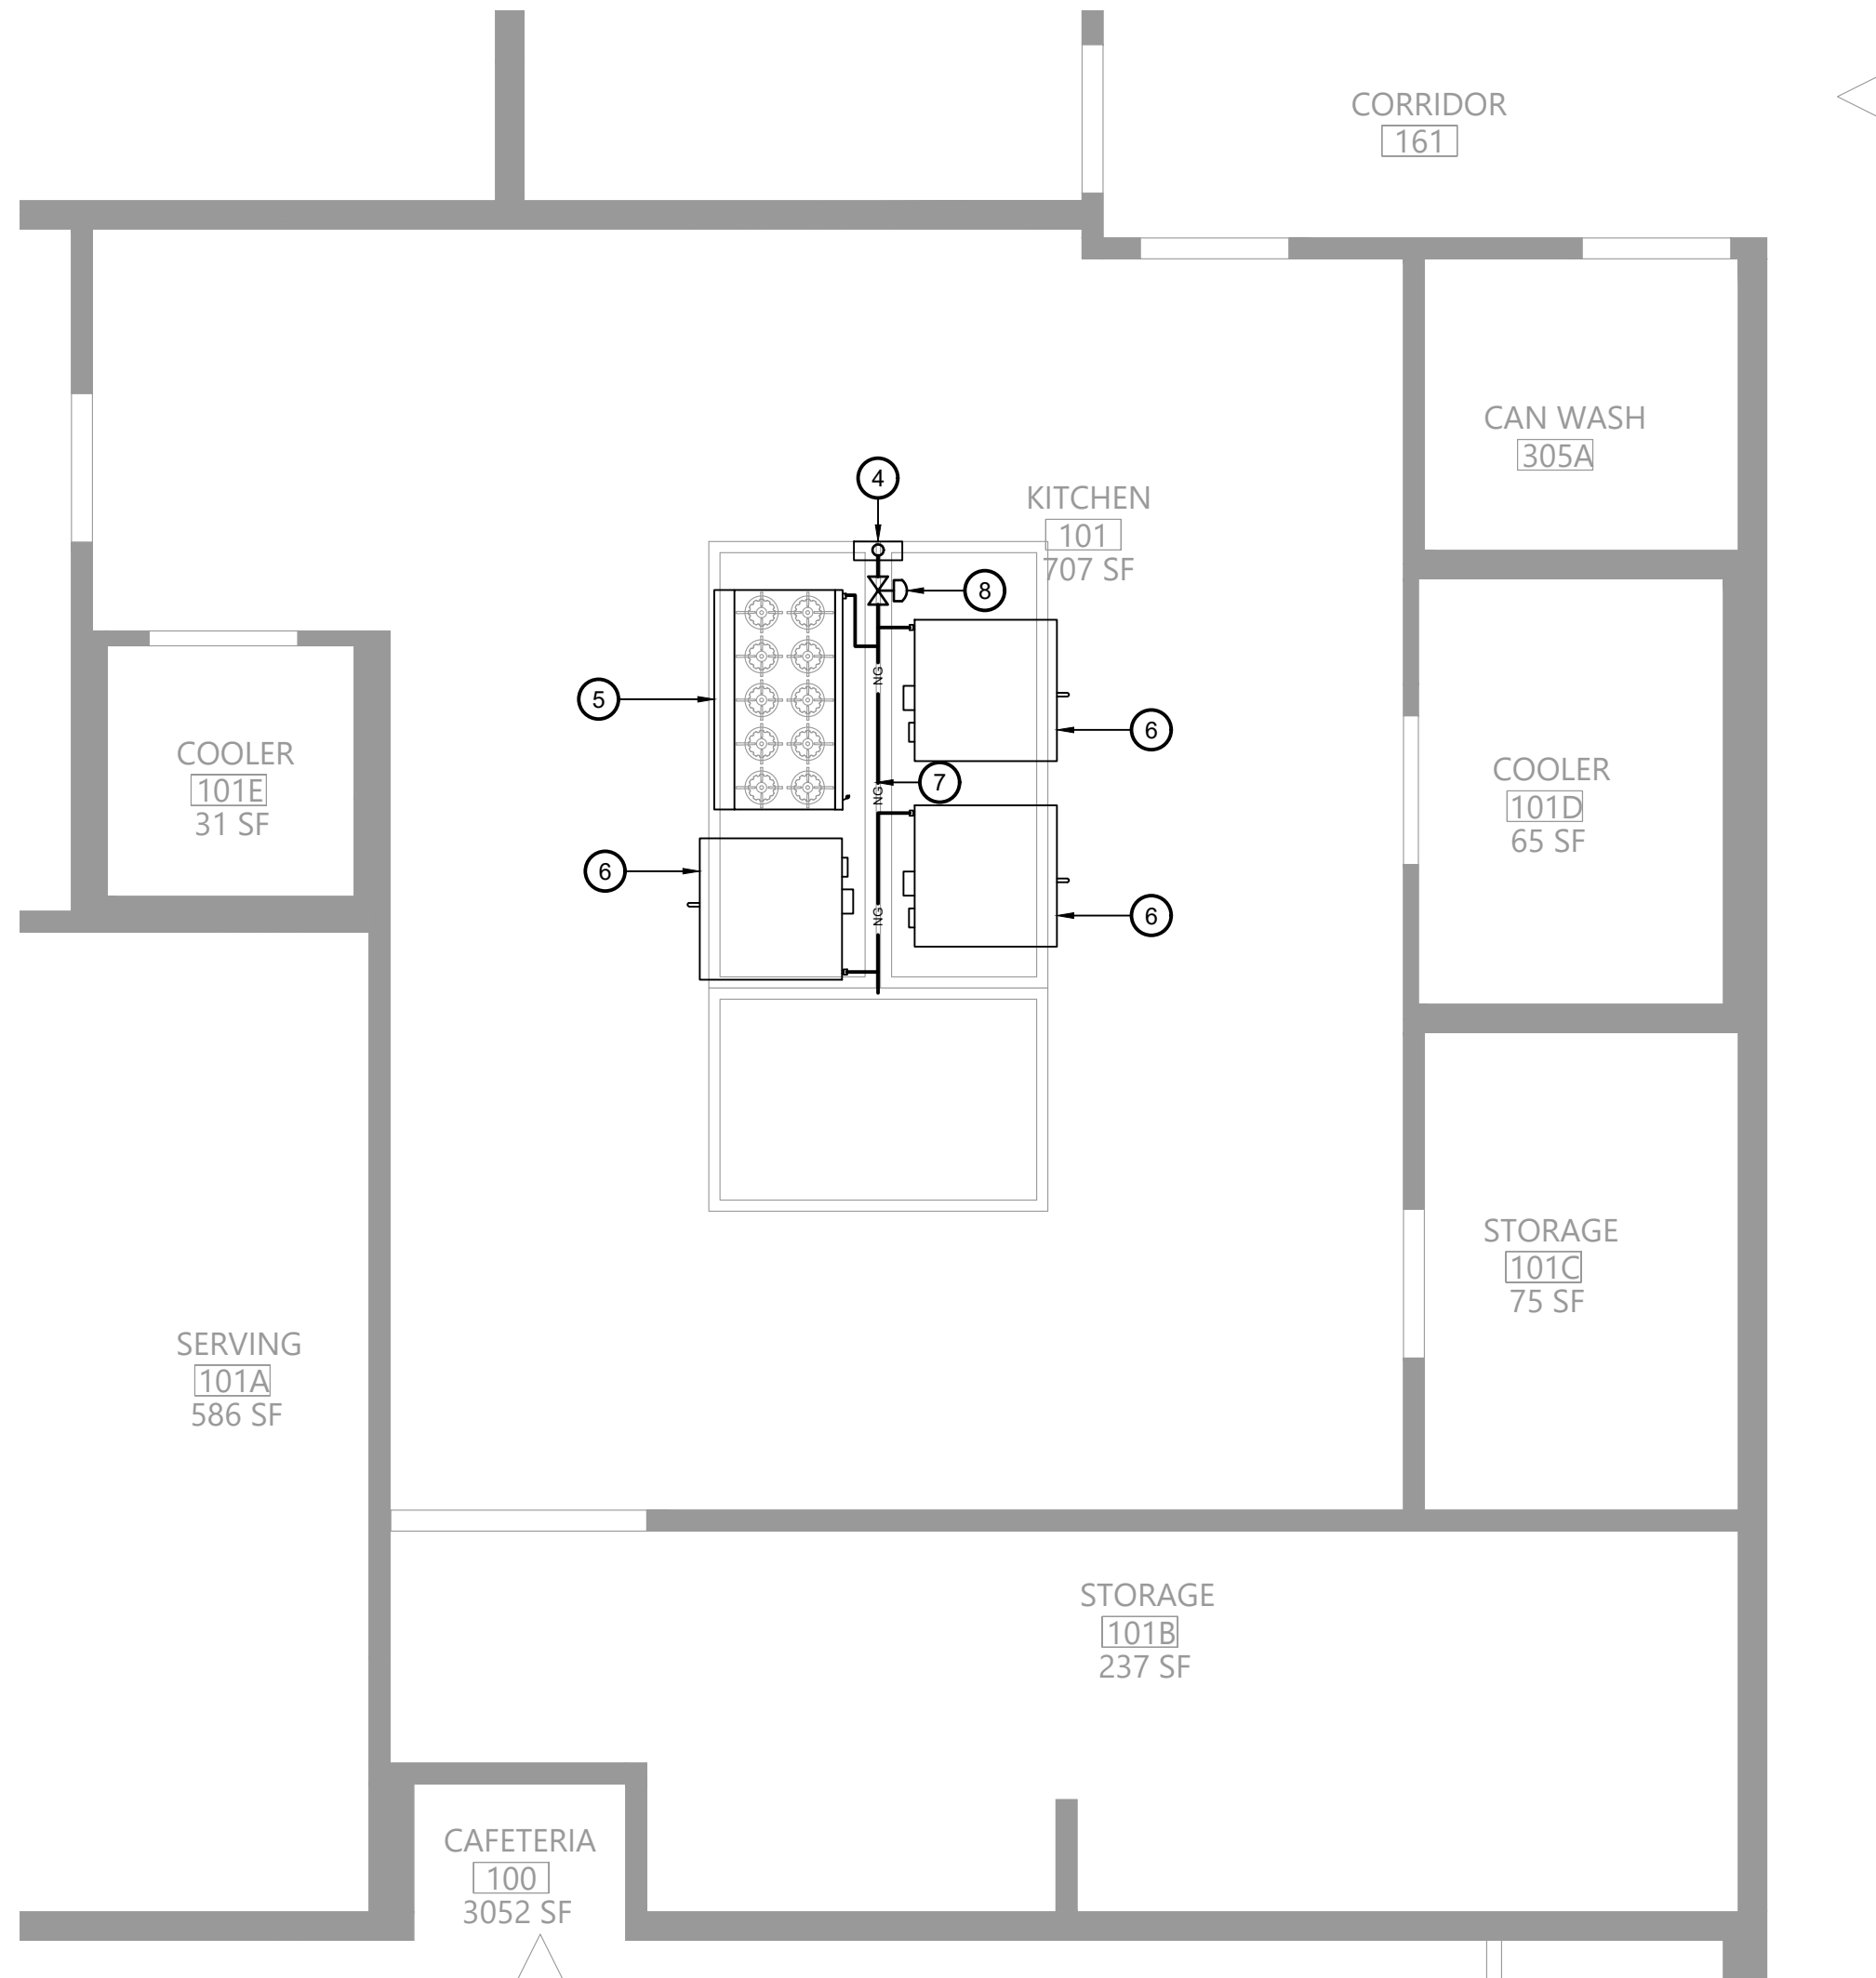 CORRIDOR
161
CAN WASH
305A
4
KITCHEN
101
707 SF
8
NG
5
6
7
NG
COOLER
101E
31 SF
COOLER
101D
65 SF
6
NG
6
STORAGE
101C
75 SF
SERVING
101A
586 SF
STORAGE
101B
237 SF
CAFETERIA
100
3052 SF